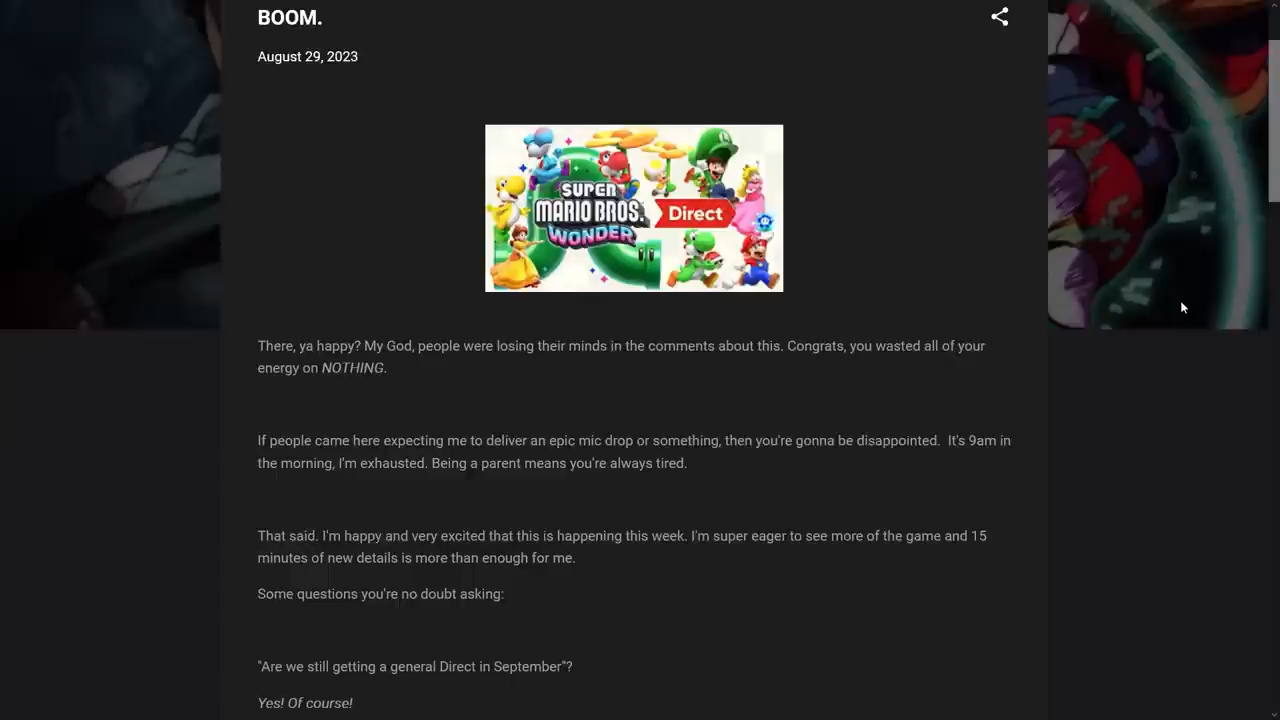 BOOM.
August 29, 2023
SUPER
MARIO BROS.
WONDER
Direct
There, ya happy? My God, people were losing their minds in the comments about this. Congrats, you wasted all of your
energy on NOTHING.
If people came here expecting me to deliver an epic mic drop or something, then you're gonna be disappointed.  It's 9am in
the morning, I'm exhausted. Being a parent means you're always tired.
That said. I'm happy and very excited that this is happening this week. I'm super eager to see more of the game and 15
minutes of new details is more than enough for me.
Some questions you're no doubt asking:
"Are we still getting a general Direct in September"?
Yes! Of course!